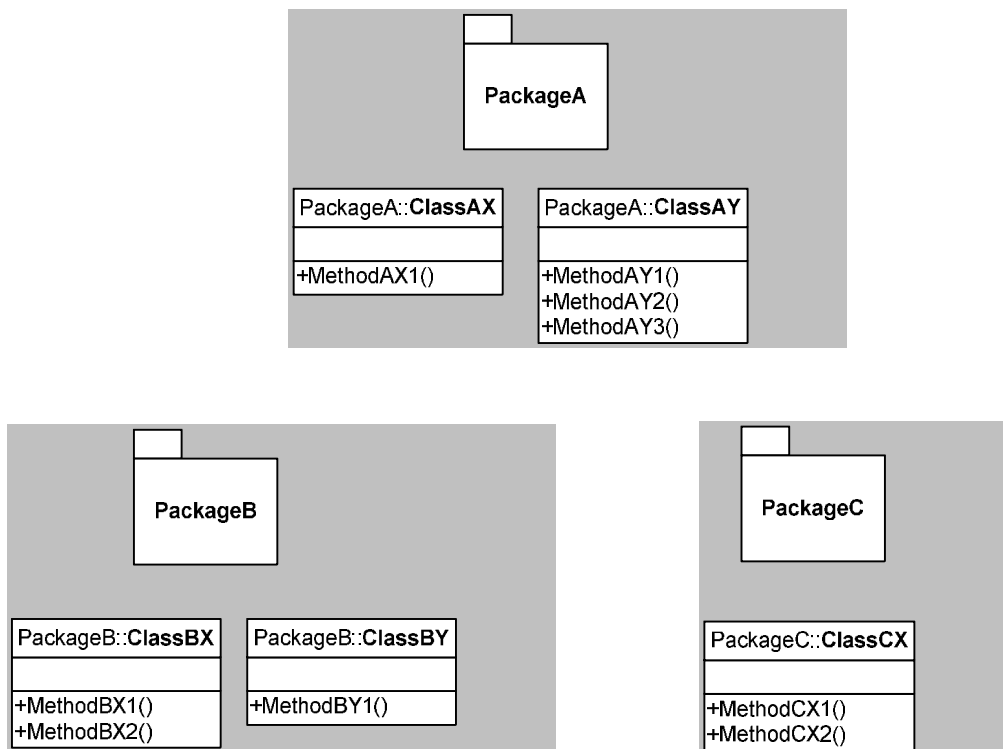 PackageA
PackageA::ClassAX
+MethodAX1()
PackageA::ClassAY
+MethodAY1()
+MethodAY2()
+MethodAY3()
PackageB
PackageB::ClassBX
+MethodBX1()
+MethodBX2()
PackageB::ClassBY
+MethodBY1()
PackageC
PackageC::ClassCX
+MethodCX1()
+MethodCX2()